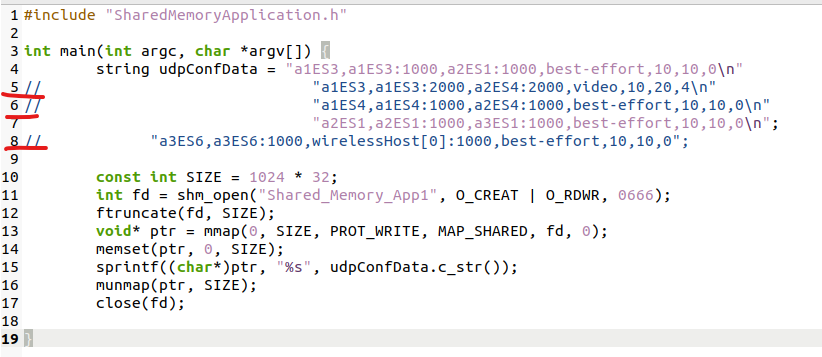 1 #include "SharedMemoryApplication.h"
2
3 int main(int argc, char *argv[]) {
4 string udpConfData = "a1ES3,a1ES3:1000,a2ES1:1000,best-effort,10,10,0\n"
5 // "a1ES3,a1ES3:2000,a2ES4:2000,video,10,20,4\n"
6 // "a1ES4,a1ES4:1000,a2ES4:1000,best-effort,10,10,0\n"
7 "a2ES1,a2ES1:1000,a3ES1:1000,best-effort,10,10,0\n";
8 // "a3ES6,a3ES6:1000,wirelessHost[0]:1000,best-effort,10,10,0";
9
10 const int SIZE = 1024 * 32;
11 int fd = shm_open("Shared_Memory_App1", O_CREAT | O_RDWR, 0666);
12 ftruncate(fd, SIZE);
13 void* ptr = mmap(0, SIZE, PROT_WRITE, MAP_SHARED, fd, 0);
14 memset(ptr, 0, SIZE);
15 sprintf((char*)ptr, "%s", udpConfData.c_str());
16 munmap(ptr, SIZE);
17 close(fd);
18
19 }